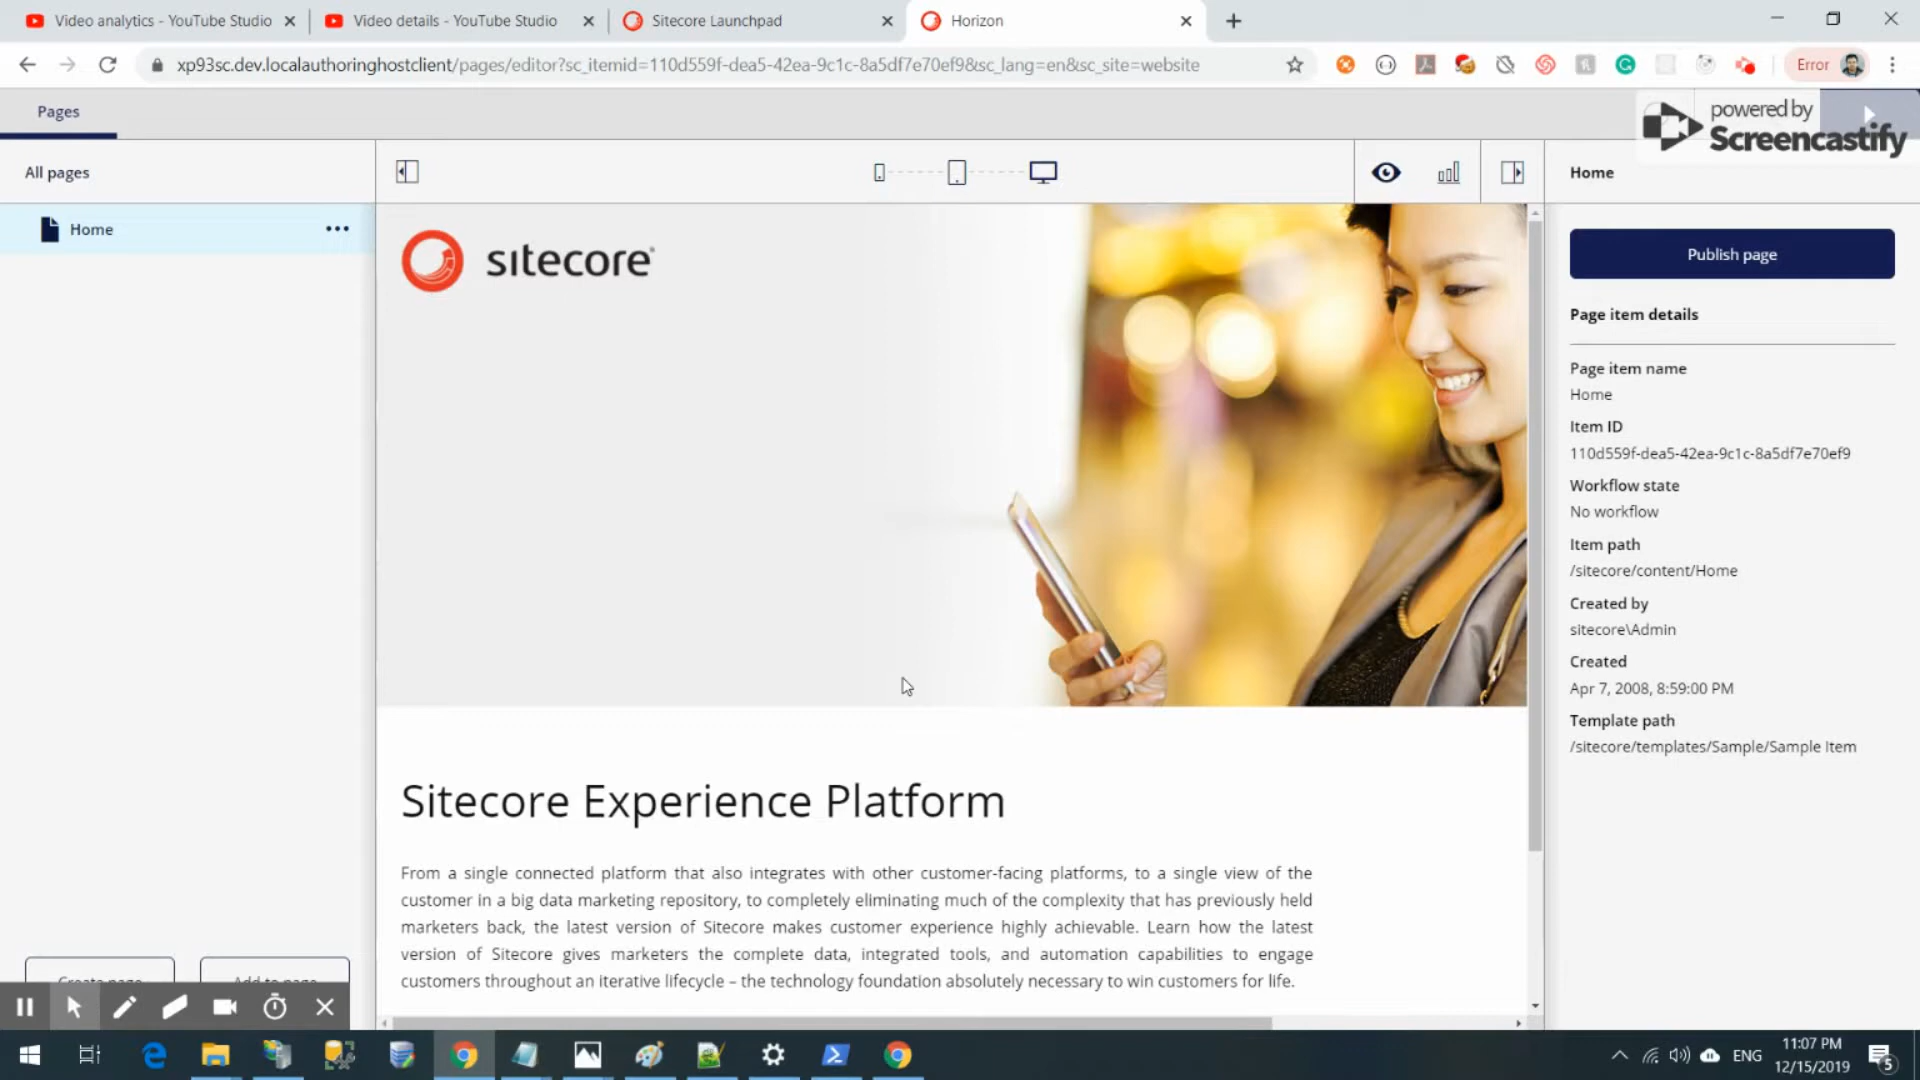 Video analytics - YouTube Studio
Video details - YouTube Studio
Sitecore Launchpad
Horizon
xp93sc.dev.localauthoringhostclient/pages/editor?sc_itemid=110d559f-dea5-42ea-9c1c-8a5df7e70ef9&sc_lang=en&sc_site=website
Error
Pages
powered by
Screencastify
All pages
Home
Home
sitecore
Publish page
Page item details
Page item name
Home
Item ID
110d559f-dea5-42ea-9c1c-8a5df7e70ef9
Workflow state
No workflow
Item path
/sitecore/content/Home
Created by
sitecore\Admin
Created
Apr 7, 2008, 8:59:00 PM
Template path
/sitecore/templates/Sample/Sample Item
Sitecore Experience Platform
From a single connected platform that also integrates with other customer-facing platforms, to a single view of the
customer in a big data marketing repository, to completely eliminating much of the complexity that has previously held
marketers back, the latest version of Sitecore makes customer experience highly achievable. Learn how the latest
version of Sitecore gives marketers the complete data, integrated tools, and automation capabilities to engage
customers throughout an iterative lifecycle – the technology foundation absolutely necessary to win customers for life.
Create page
Add to page
ENG
11:07 PM
12/15/2019
5